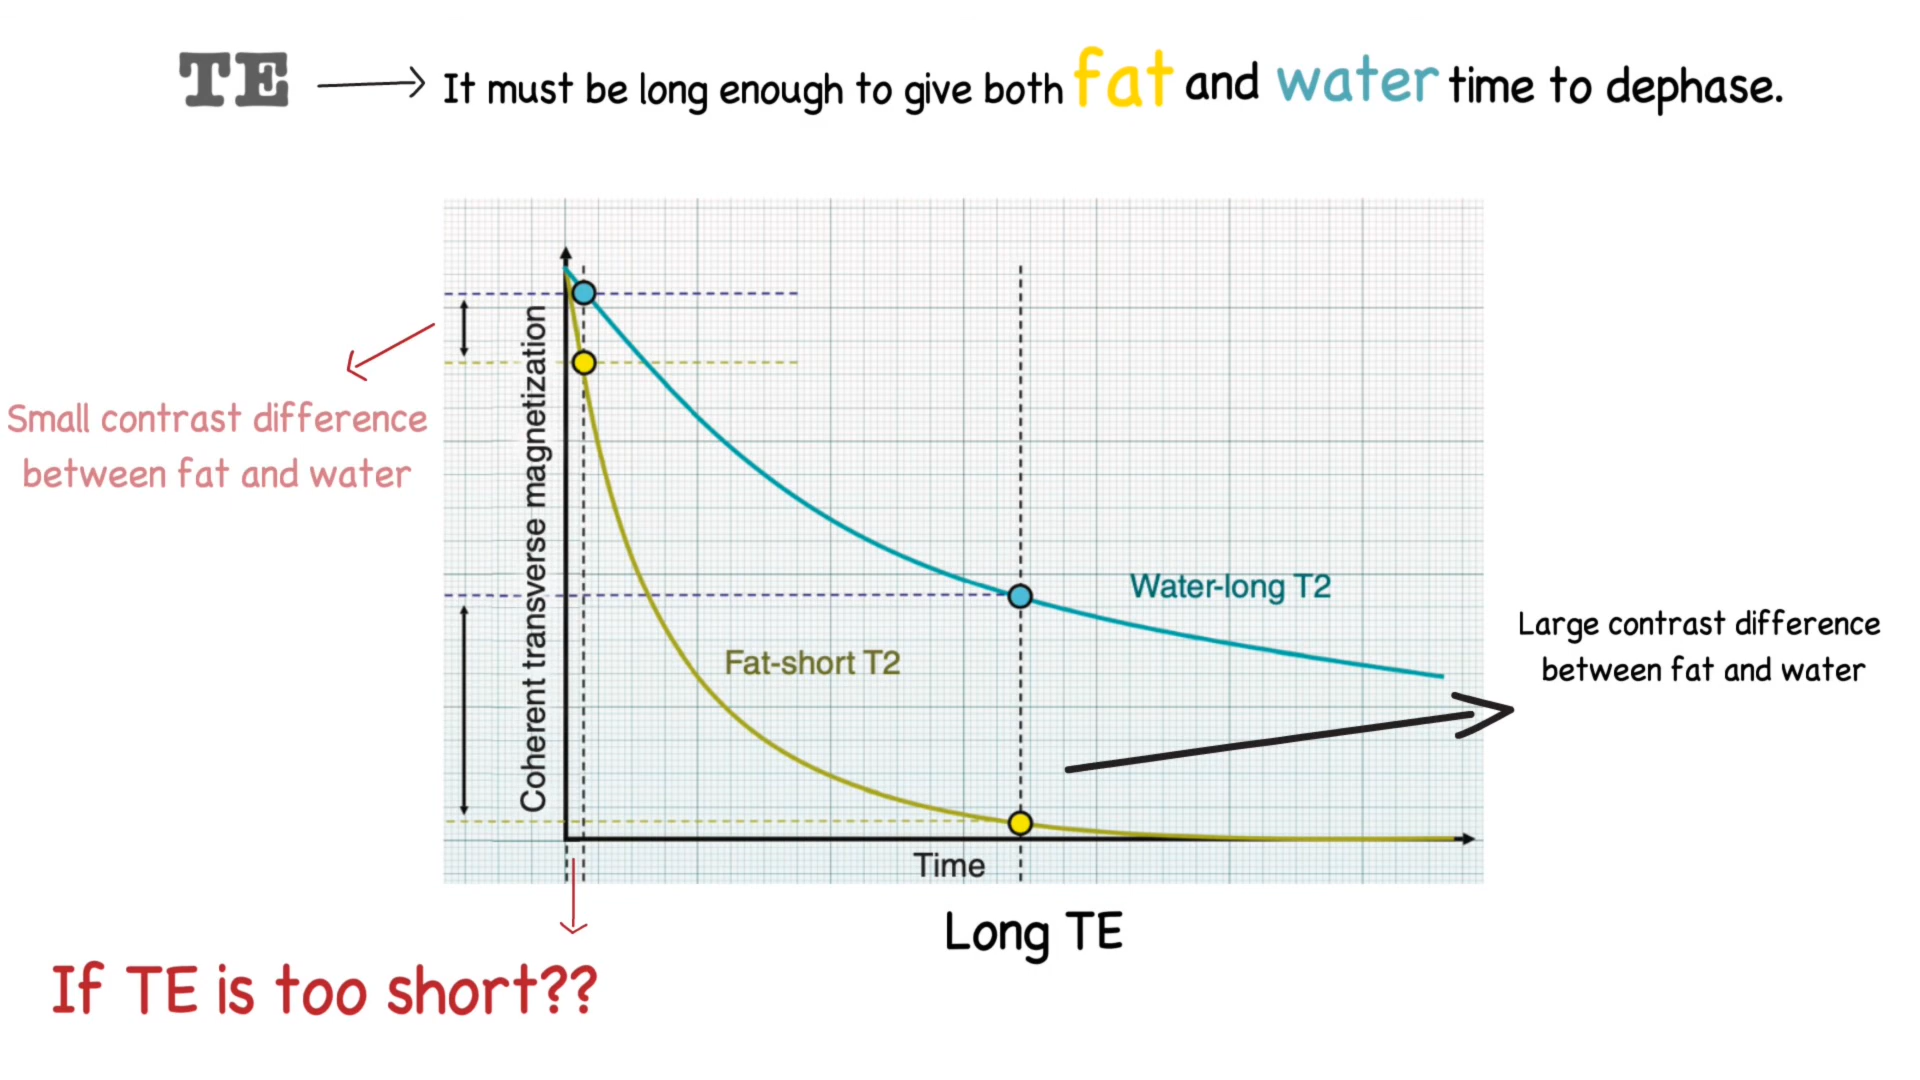 TE
It must be long enough to give both fat and water time to dephase.
Small contrast difference
between fat and water
Coherent transverse magnetization
Water-long T2
Fat-short T2
Large contrast difference
between fat and water
Time
Long TE
If TE is too short??